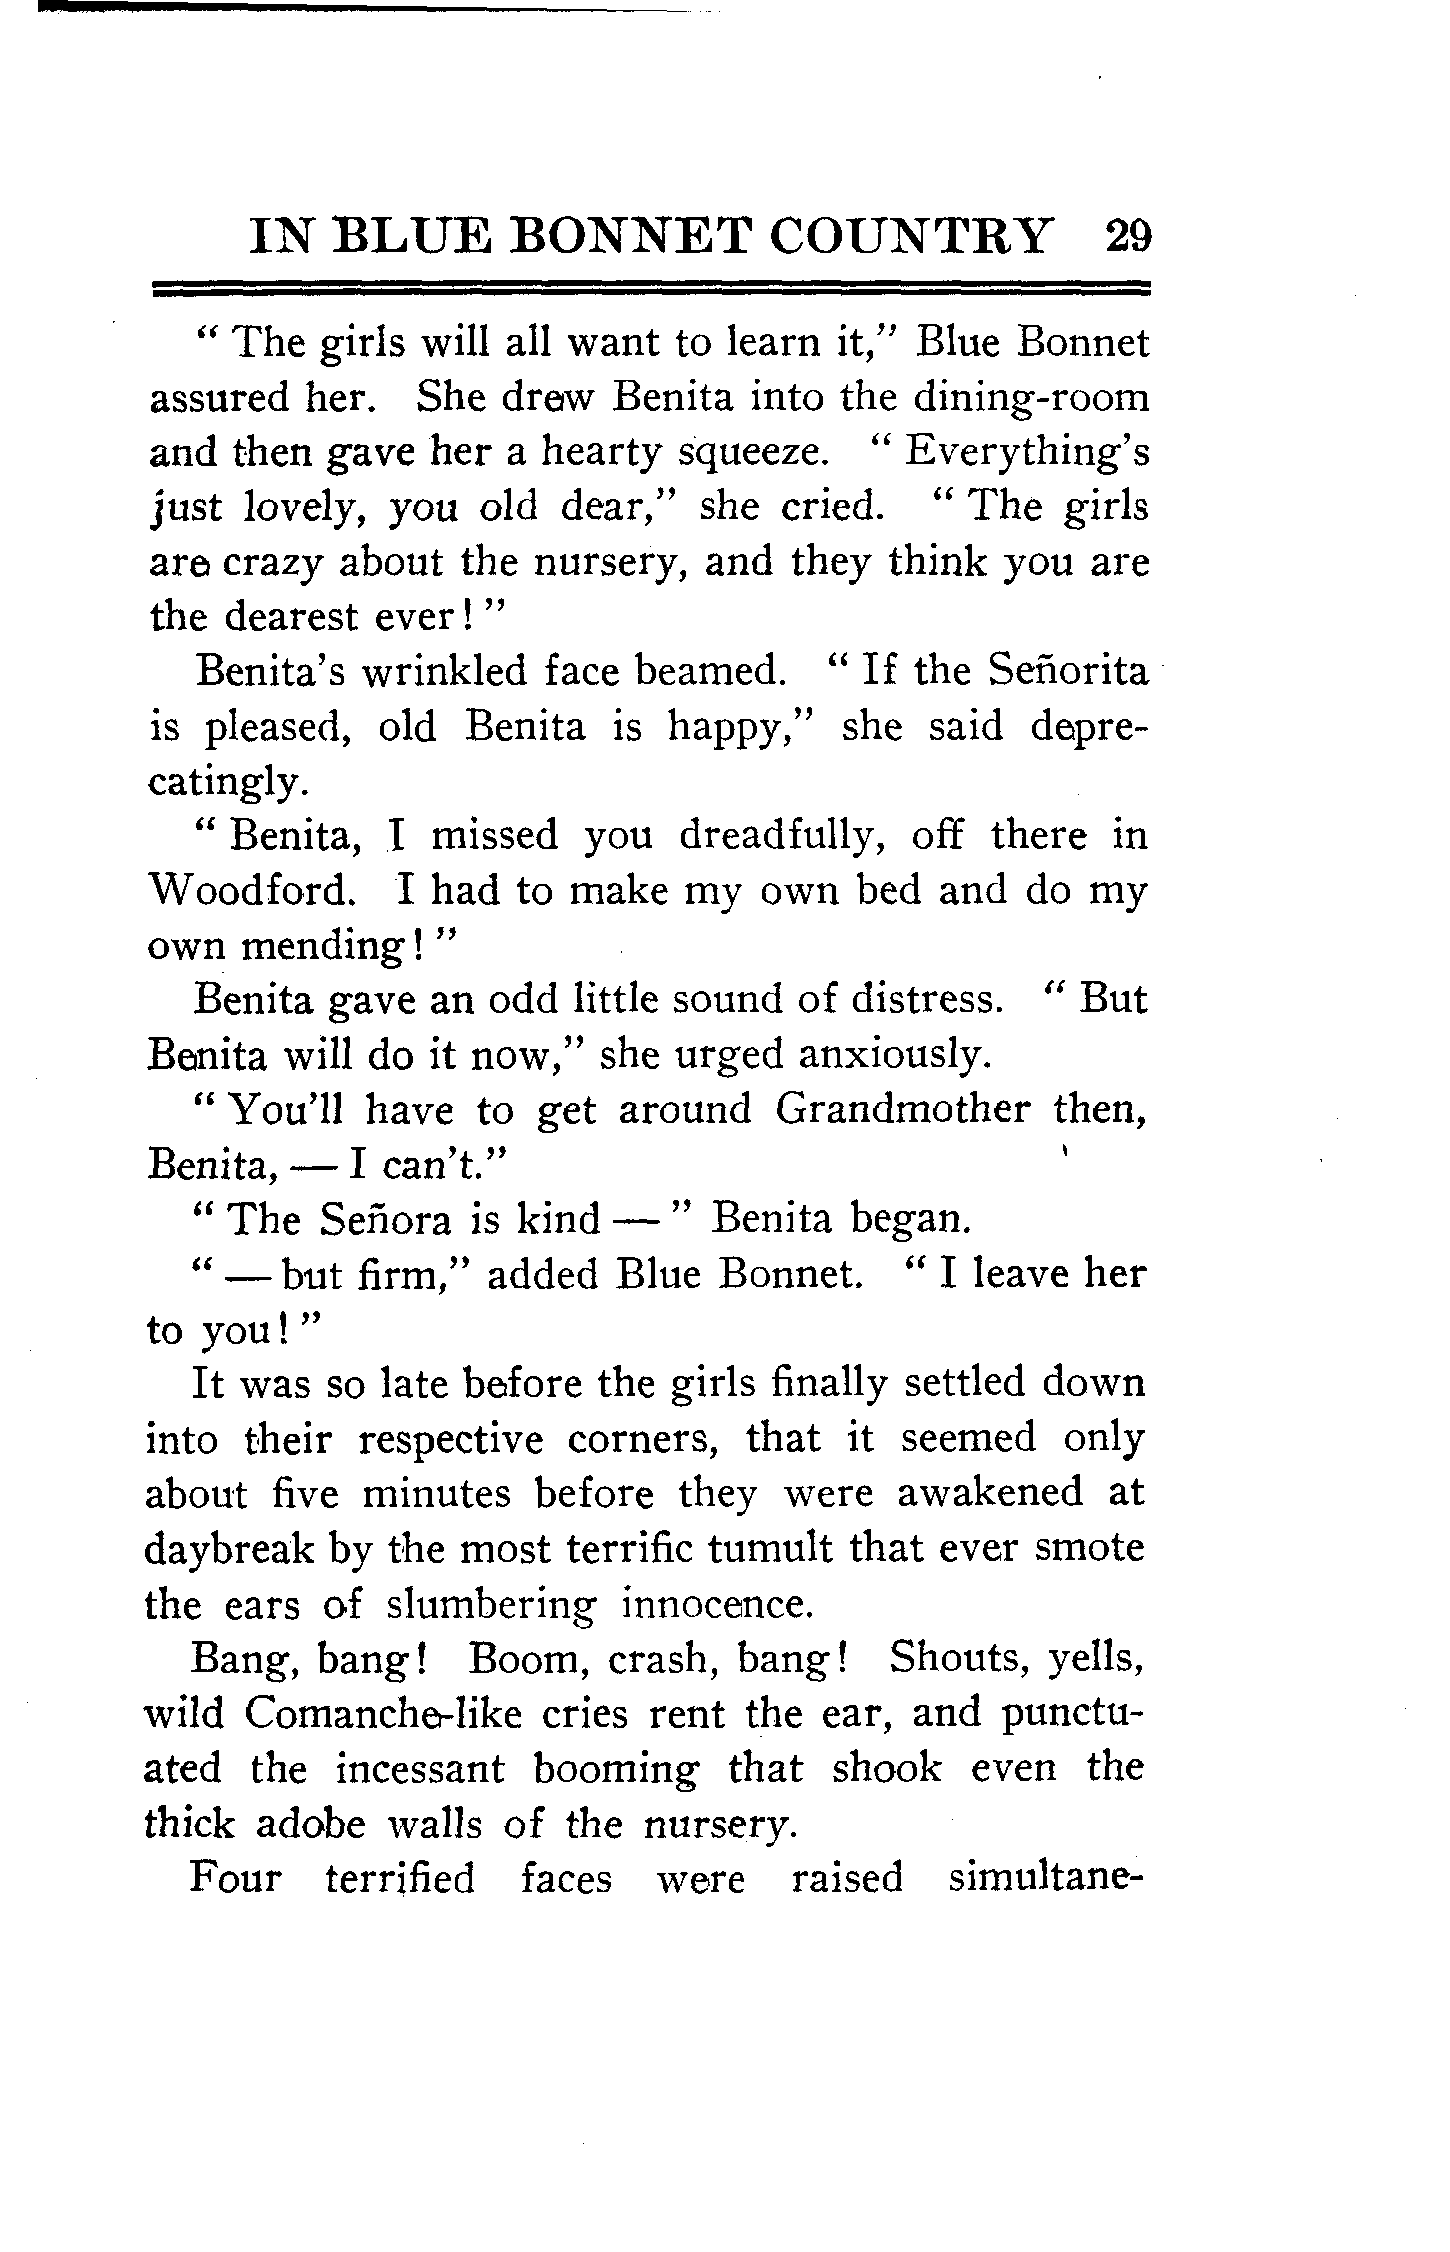 IN BLUE BONNET COUNTRY 29
" The girls will all want to learn it," Blue Bonnet
assured her. She drew Benita into the dining-room
and then gave her a hearty squeeze. " Everything's
just lovely, you old dear," she cried. " The girls
are crazy about the nursery, and they think you are
the dearest ever! "
Benita's wrinkled face beamed. " If the Señorita
is pleased, old Benita is happy," she said depre-
catingly.
" Benita, I missed you dreadfully, off there in
Woodford. I had to make my own bed and do my
own mending! "
Benita gave an odd little sound of distress. " But
Benita will do it now," she urged anxiously.
" You'll have to get around Grandmother then,
Benita, — I can't."
" The Señora is kind — " Benita began.
" — but firm," added Blue Bonnet. " I leave her
to you! "
It was so late before the girls finally settled down
into their respective corners, that it seemed only
about five minutes before they were awakened at
daybreak by the most terrific tumult that ever smote
the ears of slumbering innocence.
Bang, bang! Boom, crash, bang! Shouts, yells,
wild Comanche-like cries rent the ear, and punctu-
ated the incessant booming that shook even the
thick adobe walls of the nursery.
Four terrified faces were raised simultane-